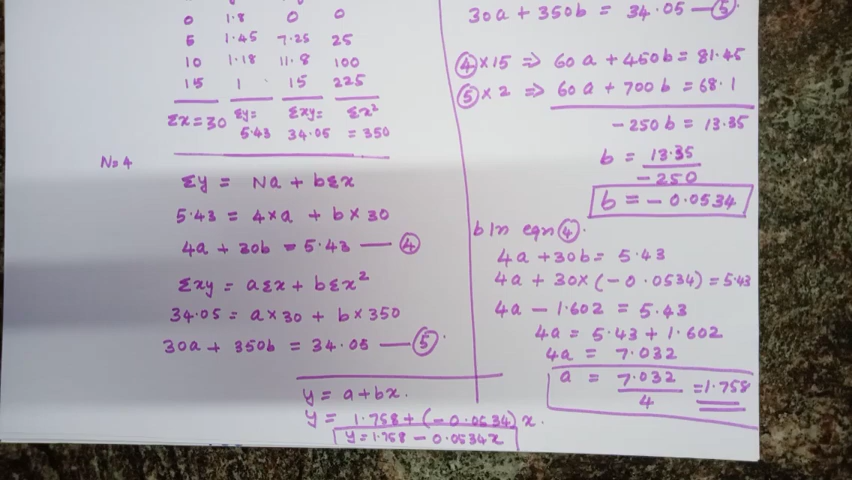 0 1.8 0 0
5 1.45 7.25 25
10 1.18 11.8 100
15 1 15 225
Σx=30 Σy=5.43 Σxy=34.05 Σx²=350
N=4
Σy = Na + bΣx
5.43 = 4×a + b×30
4a + 30b = 5.43 — ④
Σxy = aΣx + bΣx²
34.05 = a×30 + b×350
30a + 350b = 34.05 — ⑤
30a + 350b = 34.05 — ⑤
④×15 ⇒ 60a + 450b = 81.45
⑤×2 ⇒ 60a + 700b = 68.1
-250b = 13.35
b = 13.35 / -250
b = -0.0534
b In eqn ④.
4a + 30b = 5.43
4a + 30×(-0.0534) = 5.43
4a - 1.602 = 5.43
4a = 5.43 + 1.602
4a = 7.032
a = 7.032 / 4 = 1.758
y = a + bx.
y = 1.758 + (-0.0534)x.
y = 1.758 - 0.0534x